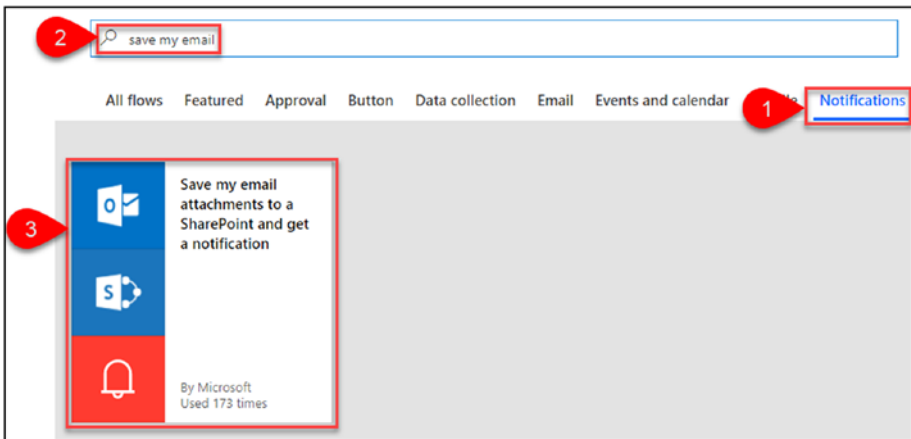 2
save my email
All flows Featured Approval Button Data collection Email Events and calendar Notifications
1
3
Save my email
attachments to a
SharePoint and get
a notification
By Microsoft
Used 173 times